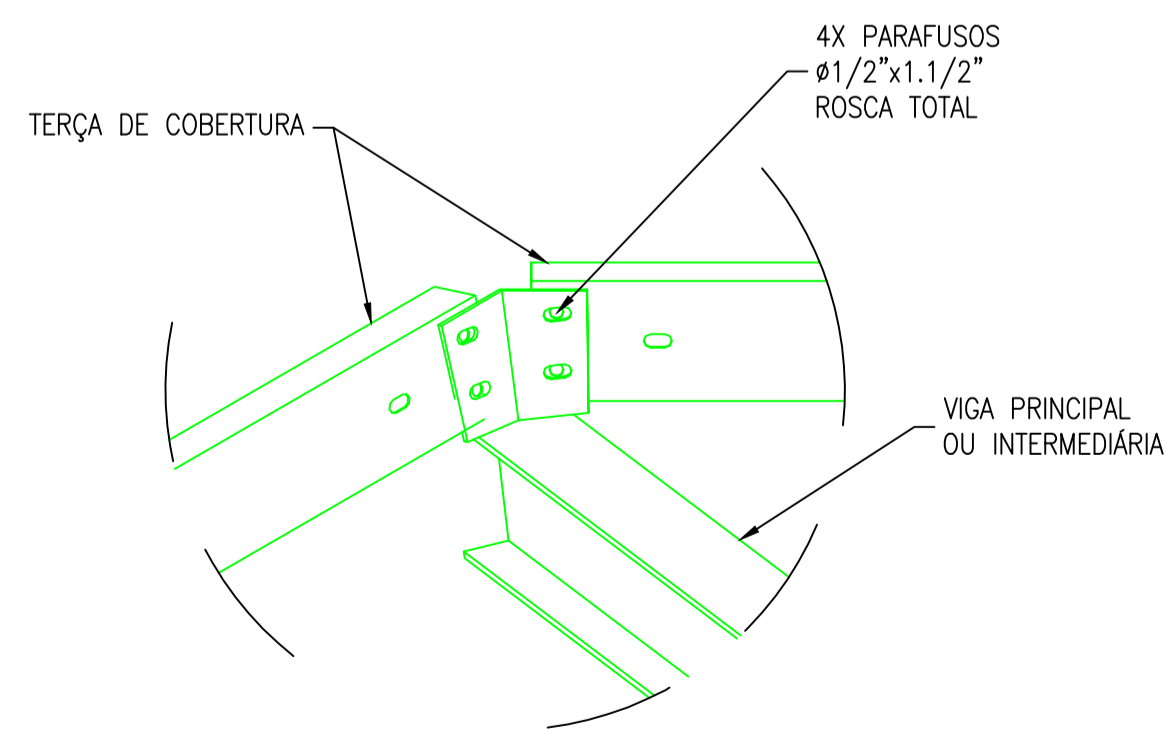 4X PARAFUSOS
ø1/2"x1.1/2"
ROSCA TOTAL
TERÇA DE COBERTURA
VIGA PRINCIPAL
OU INTERMEDIÁRIA